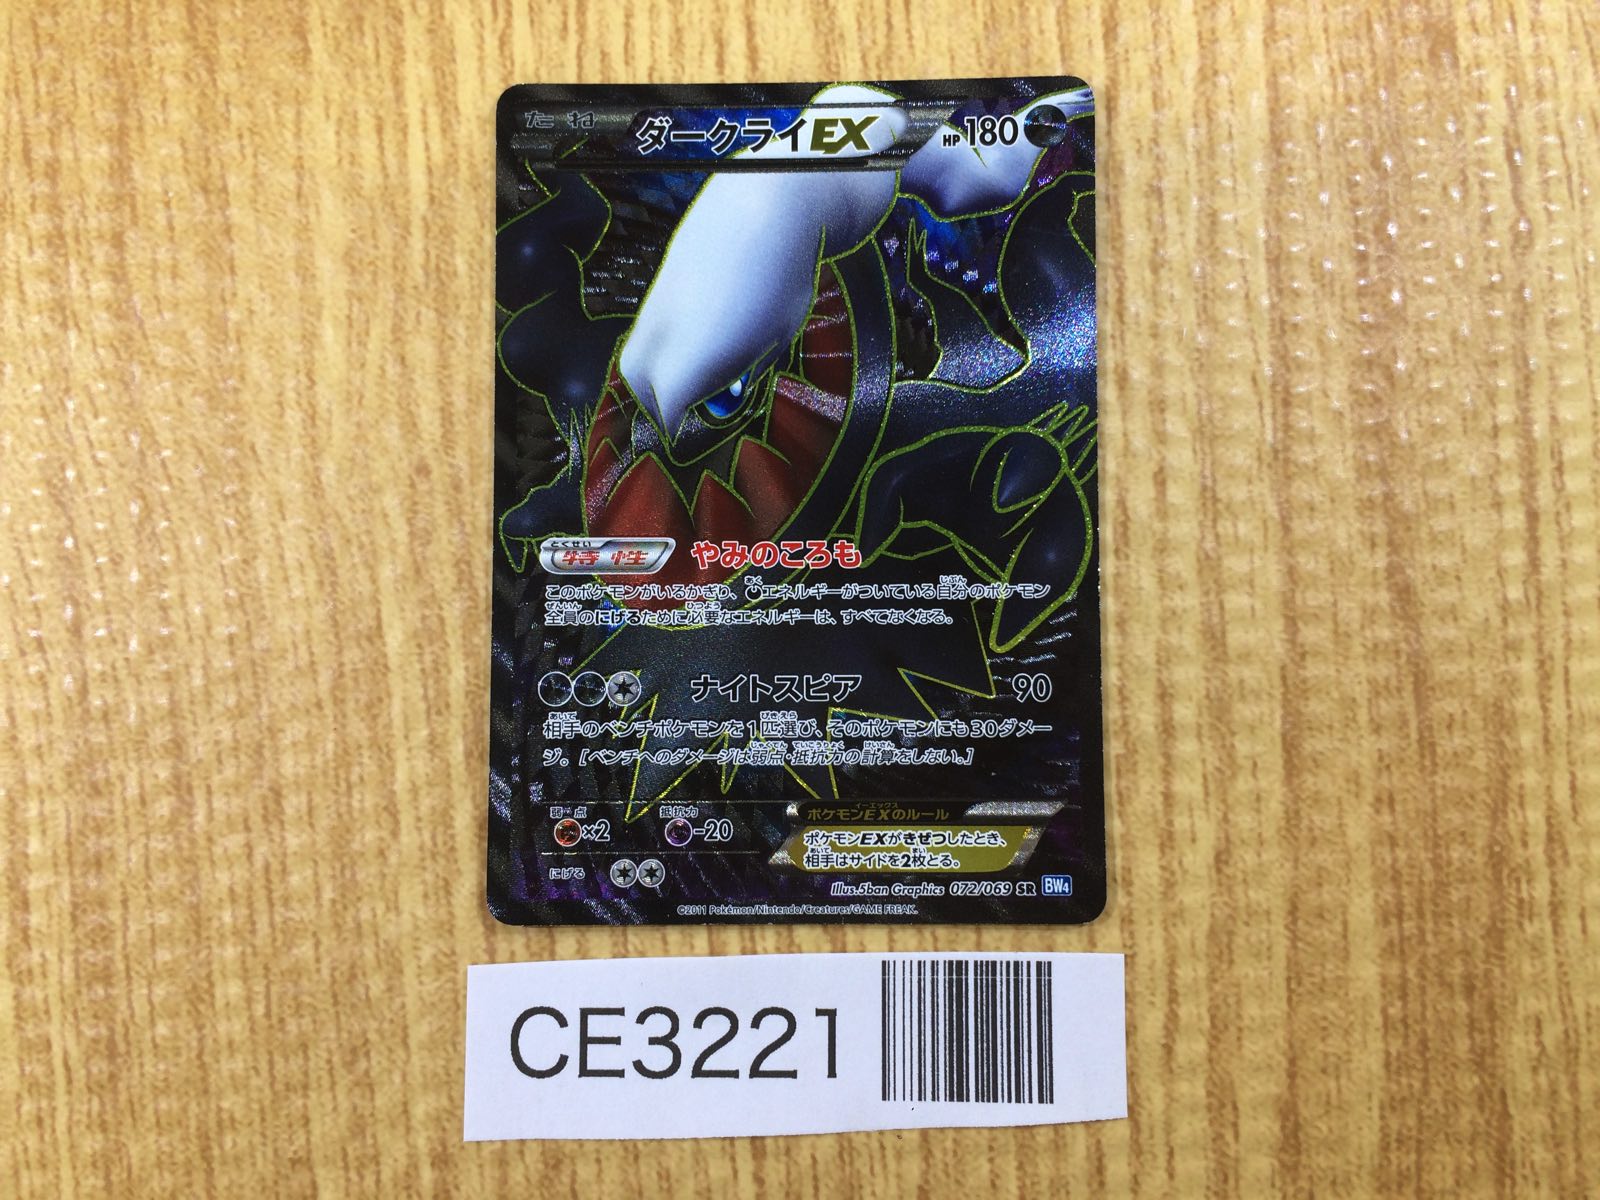 たね ダークライEX HP180
とくせい
特性 やみのころも
このポケモンがいるかぎり、エネルギーがついている自分のポケモン
全員のにげるために必要なエネルギーは、すべてなくなる。
ナイトスピア 90
相手のベンチポケモンを1匹選び、そのポケモンにも30ダメー
ジ。[ベンチへのダメージは弱点・抵抗力の計算をしない。]
弱点 抵抗力
×2 -20
にげる
イーエックス
ポケモンEXのルール
ポケモンEXがきぜつしたとき、
相手はサイドを2枚とる。
Illus.5ban Graphics 072/069 SR BW4
©2011 Pokémon/Nintendo/Creatures/GAME FREAK.
CE3221